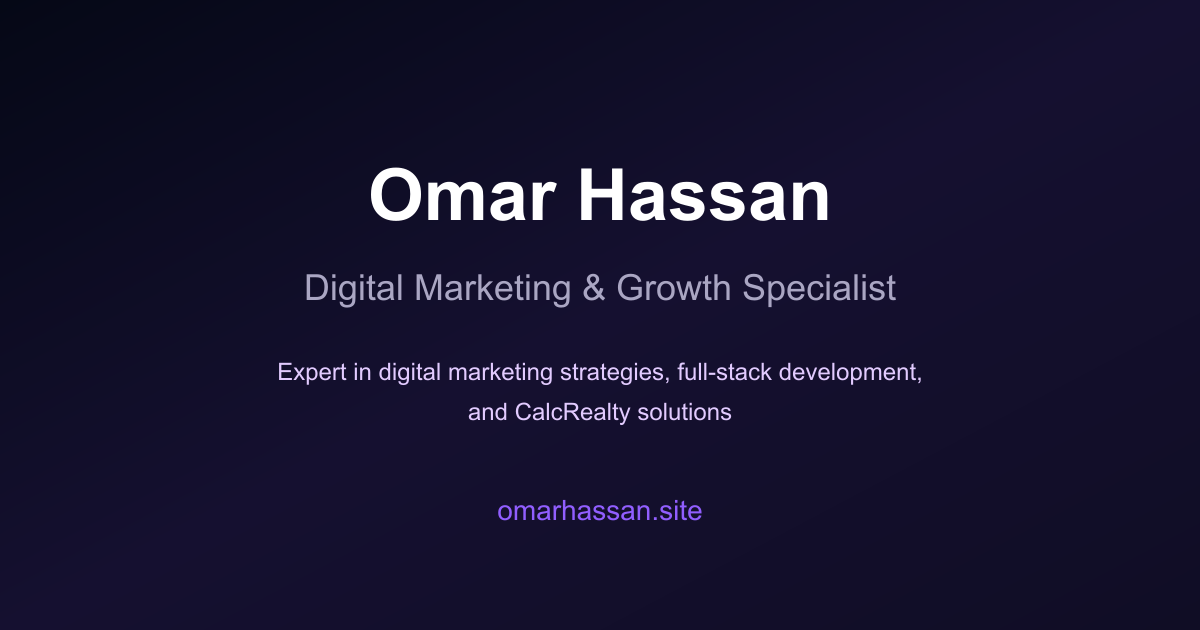 Omar Hassan
Digital Marketing & Growth Specialist
Expert in digital marketing strategies, full-stack development,
and CalcRealty solutions
omarhassan.site